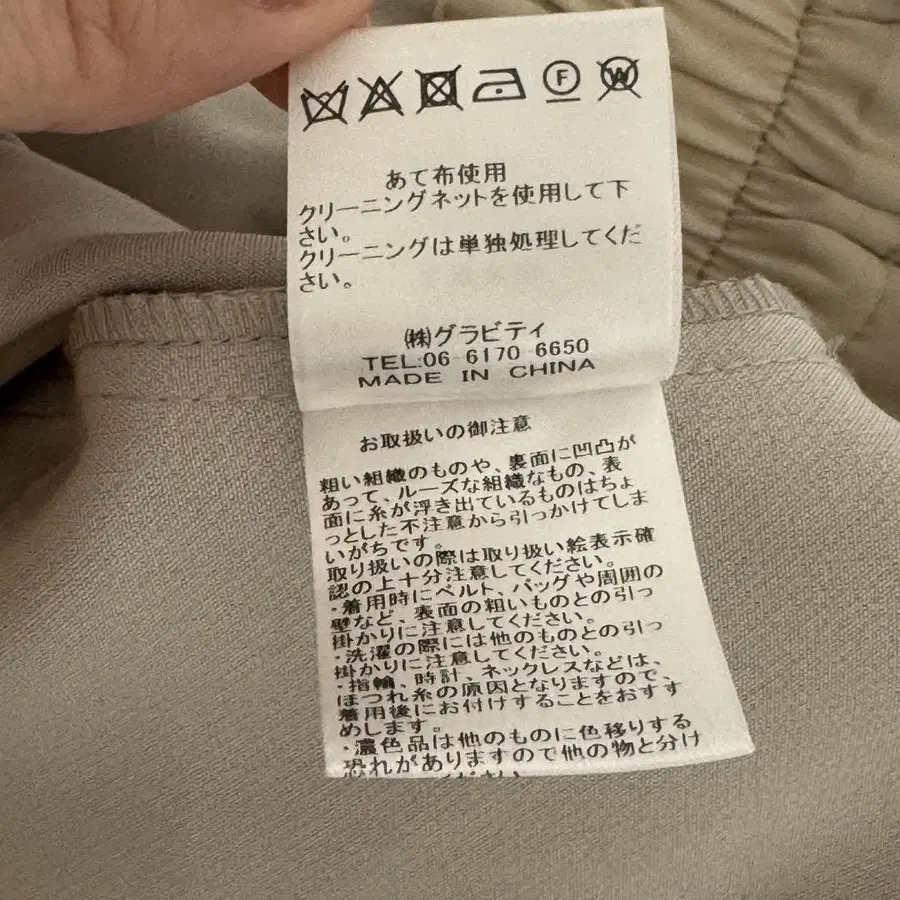 F
W
あて布使用
クリーニングネットを使用して下
さい。
クリーニングは単独処理してくだ
さい。
㈱グラビティ
TEL:06 6170 6650
MADE IN CHINA
お取扱いの御注意
粗い組織のものや、裏面に凹凸が
あって、ルーズな組織なもの、表
面に糸が浮き出ているものはちょ
っとした不注意から引っかけてしま
いがちです。
取り扱いの際は取り扱い絵表示確
認の上十分注意してください。
・着用時にベルト、バッグや周囲の
壁など、表面の粗いものとの引っ
掛かりに注意してください。
・洗濯の際には他のものとの引っ
掛かりに注意してください。
・指輪、時計、ネックレスなどは、
ほつれ糸の原因となりますので、
着用後にお付けすることをおすす
めします。
・濃色品は他のものに色移りする
恐れがありますので他の物と分け
ください